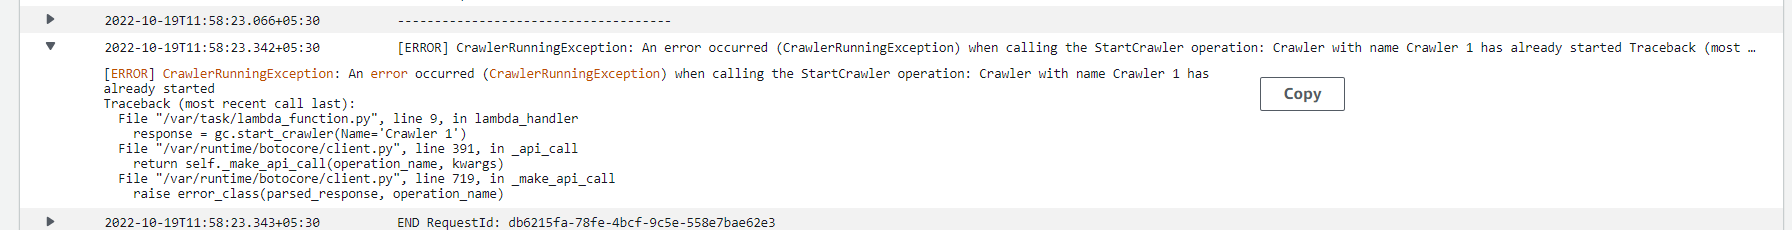 2022-10-19T11:58:23.066+05:30 -------------------------------------
2022-10-19T11:58:23.342+05:30 [ERROR] CrawlerRunningException: An error occurred (CrawlerRunningException) when calling the StartCrawler operation: Crawler with name Crawler 1 has already started Traceback (most …
[ERROR] CrawlerRunningException: An error occurred (CrawlerRunningException) when calling the StartCrawler operation: Crawler with name Crawler 1 has
already started
Copy
Traceback (most recent call last):
  File "/var/task/lambda_function.py", line 9, in lambda_handler
    response = gc.start_crawler(Name='Crawler 1')
  File "/var/runtime/botocore/client.py", line 391, in _api_call
    return self._make_api_call(operation_name, kwargs)
  File "/var/runtime/botocore/client.py", line 719, in _make_api_call
    raise error_class(parsed_response, operation_name)
2022-10-19T11:58:23.343+05:30 END RequestId: db6215fa-78fe-4bcf-9c5e-558e7bae62e3